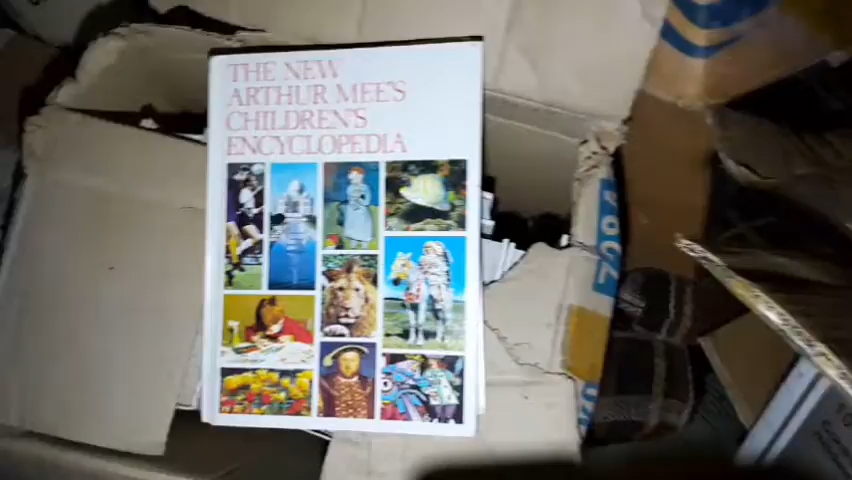 THE NEW
ARTHUR MEE'S
CHILDREN'S
ENCYCLOPEDIA